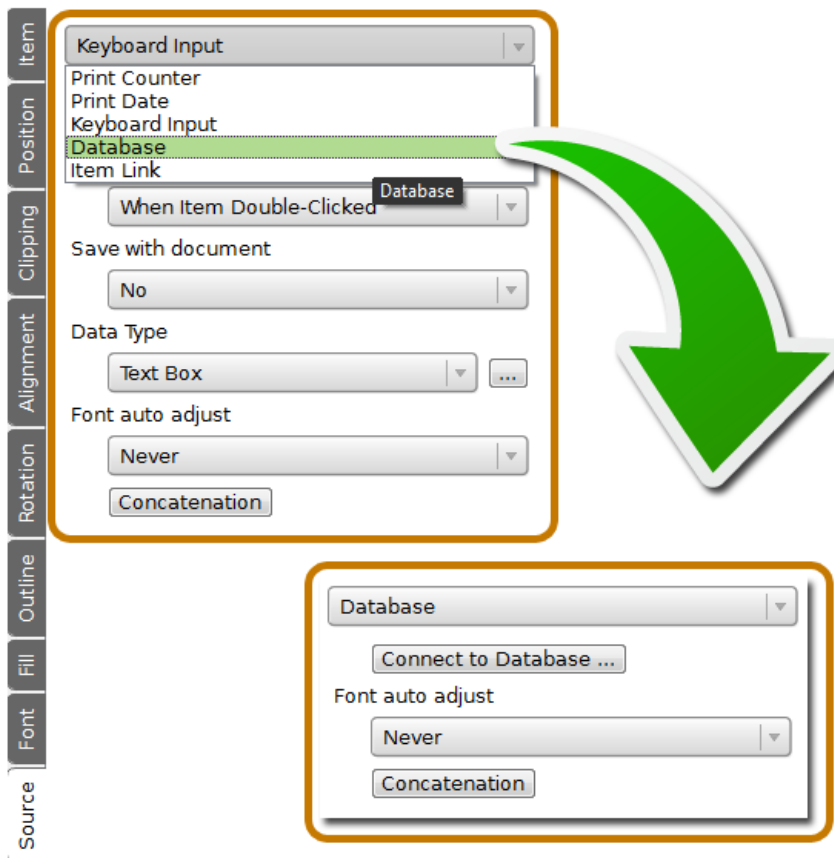 Item
Position
Clipping
Alignment
Rotation
Outline
Fill
Font
Source
Keyboard Input
Print Counter
Print Date
Keyboard Input
Database
Item Link
Database
When Item Double-Clicked
Save with document
No
Data Type
Text Box
...
Font auto adjust
Never
Concatenation
Database
Connect to Database ...
Font auto adjust
Never
Concatenation